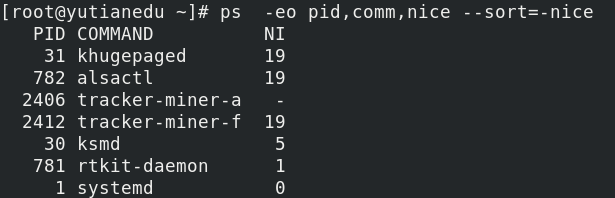 [root@yutianedu ~]# ps  -eo pid,comm,nice --sort=-nice
   PID COMMAND          NI
    31 khugepaged       19
   782 alsactl          19
  2406 tracker-miner-a   -
  2412 tracker-miner-f  19
    30 ksmd              5
   781 rtkit-daemon      1
     1 systemd           0